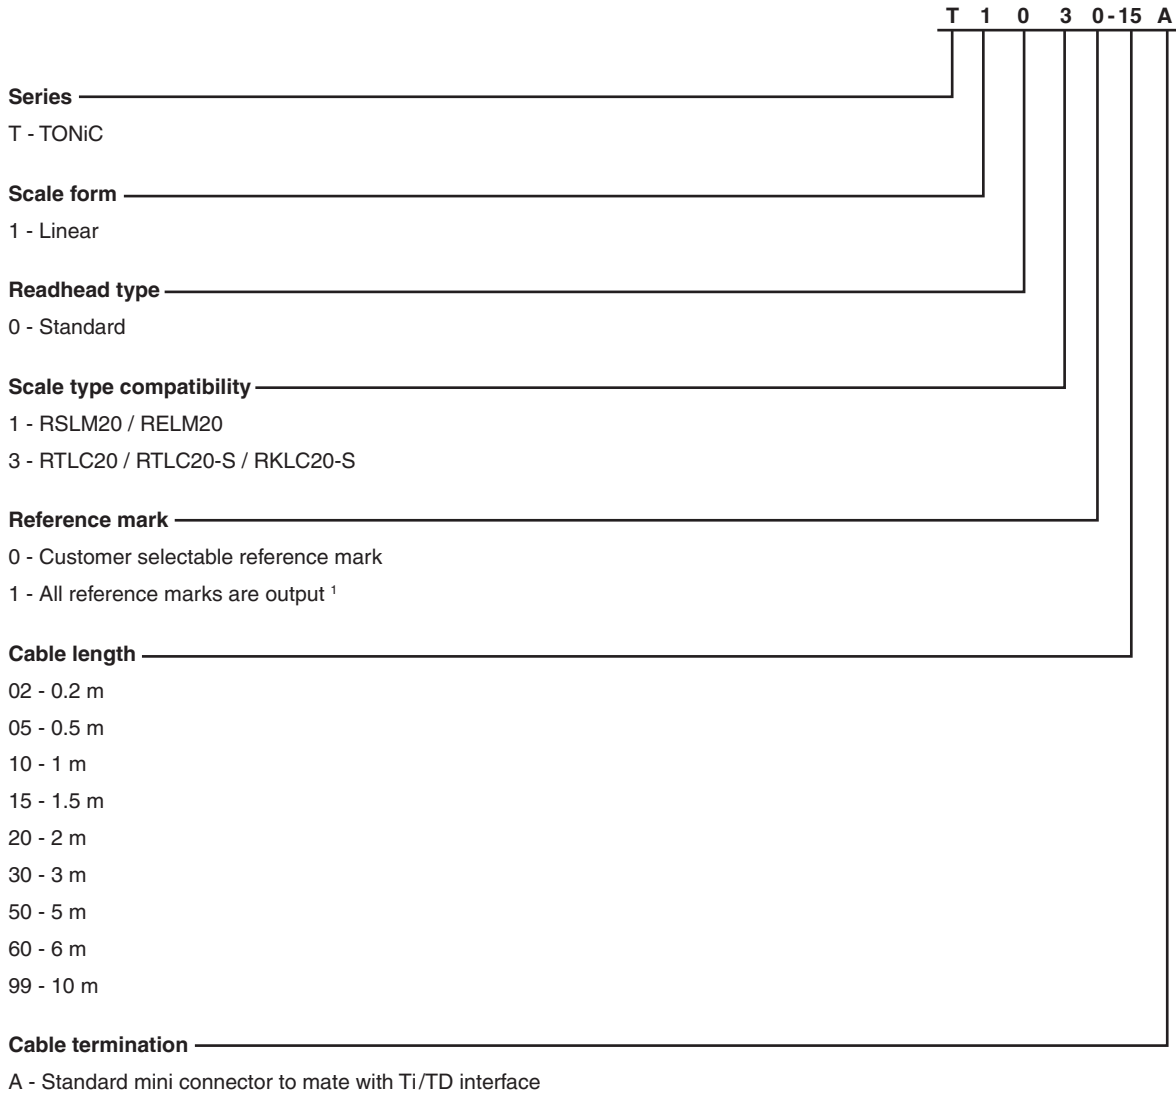 T 1 0 3 0-15 A
Series
T - TONiC
Scale form
1 - Linear
Readhead type
0 - Standard
Scale type compatibility
1 - RSLM20 / RELM20
3 - RTLC20 / RTLC20-S / RKLC20-S
Reference mark
0 - Customer selectable reference mark
1 - All reference marks are output ¹
Cable length
02 - 0.2 m
05 - 0.5 m
10 - 1 m
15 - 1.5 m
20 - 2 m
30 - 3 m
50 - 5 m
60 - 6 m
99 - 10 m
Cable termination
A - Standard mini connector to mate with Ti/TD interface